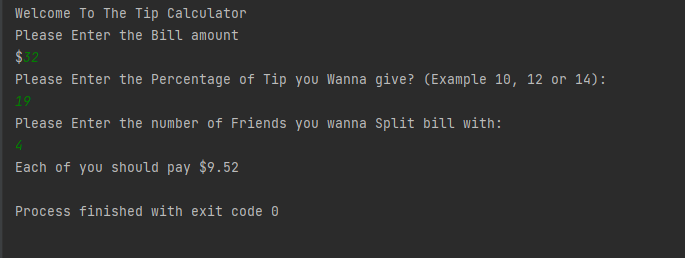 Welcome To The Tip Calculator
Please Enter the Bill amount
$32
Please Enter the Percentage of Tip you Wanna give? (Example 10, 12 or 14):
19
Please Enter the number of Friends you wanna Split bill with:
4
Each of you should pay $9.52
Process finished with exit code 0